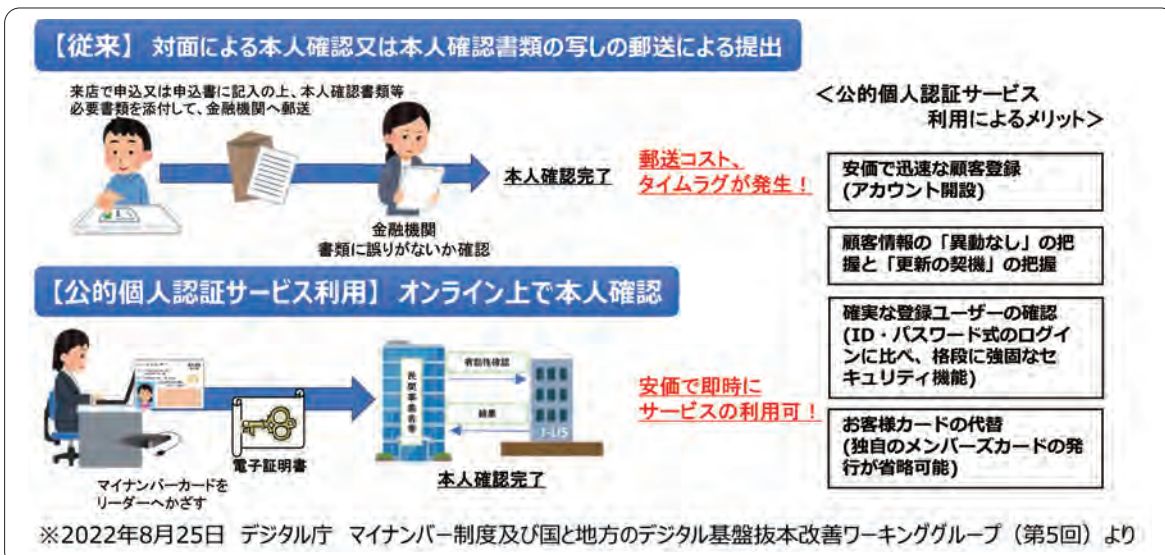 【従来】 対面による本人確認又は本人確認書類の写しの郵送による提出
来店で申込又は申込書に記入の上、本人確認書類等
必要書類を添付して、金融機関へ郵送
本人確認完了
金融機関
書類に誤りがないか確認
郵送コスト、
タイムラグが発生！
【公的個人認証サービス利用】 オンライン上で本人確認
マイナンバーカードを
リーダーへかざす
電子証明書
民間事業者等
有効性確認
結果
J-LIS
本人確認完了
安価で即時に
サービスの利用可！
＜公的個人認証サービス
利用によるメリット＞
安価で迅速な顧客登録
(アカウント開設)
顧客情報の「異動なし」の把
握と「更新の契機」の把握
確実な登録ユーザーの確認
(ID・パスワード式のログイ
ンに比べ、格段に強固なセ
キュリティ機能)
お客様カードの代替
(独自のメンバーズカードの発
行が省略可能)
※2022年8月25日 デジタル庁 マイナンバー制度及び国と地方のデジタル基盤抜本改善ワーキンググループ（第5回）より